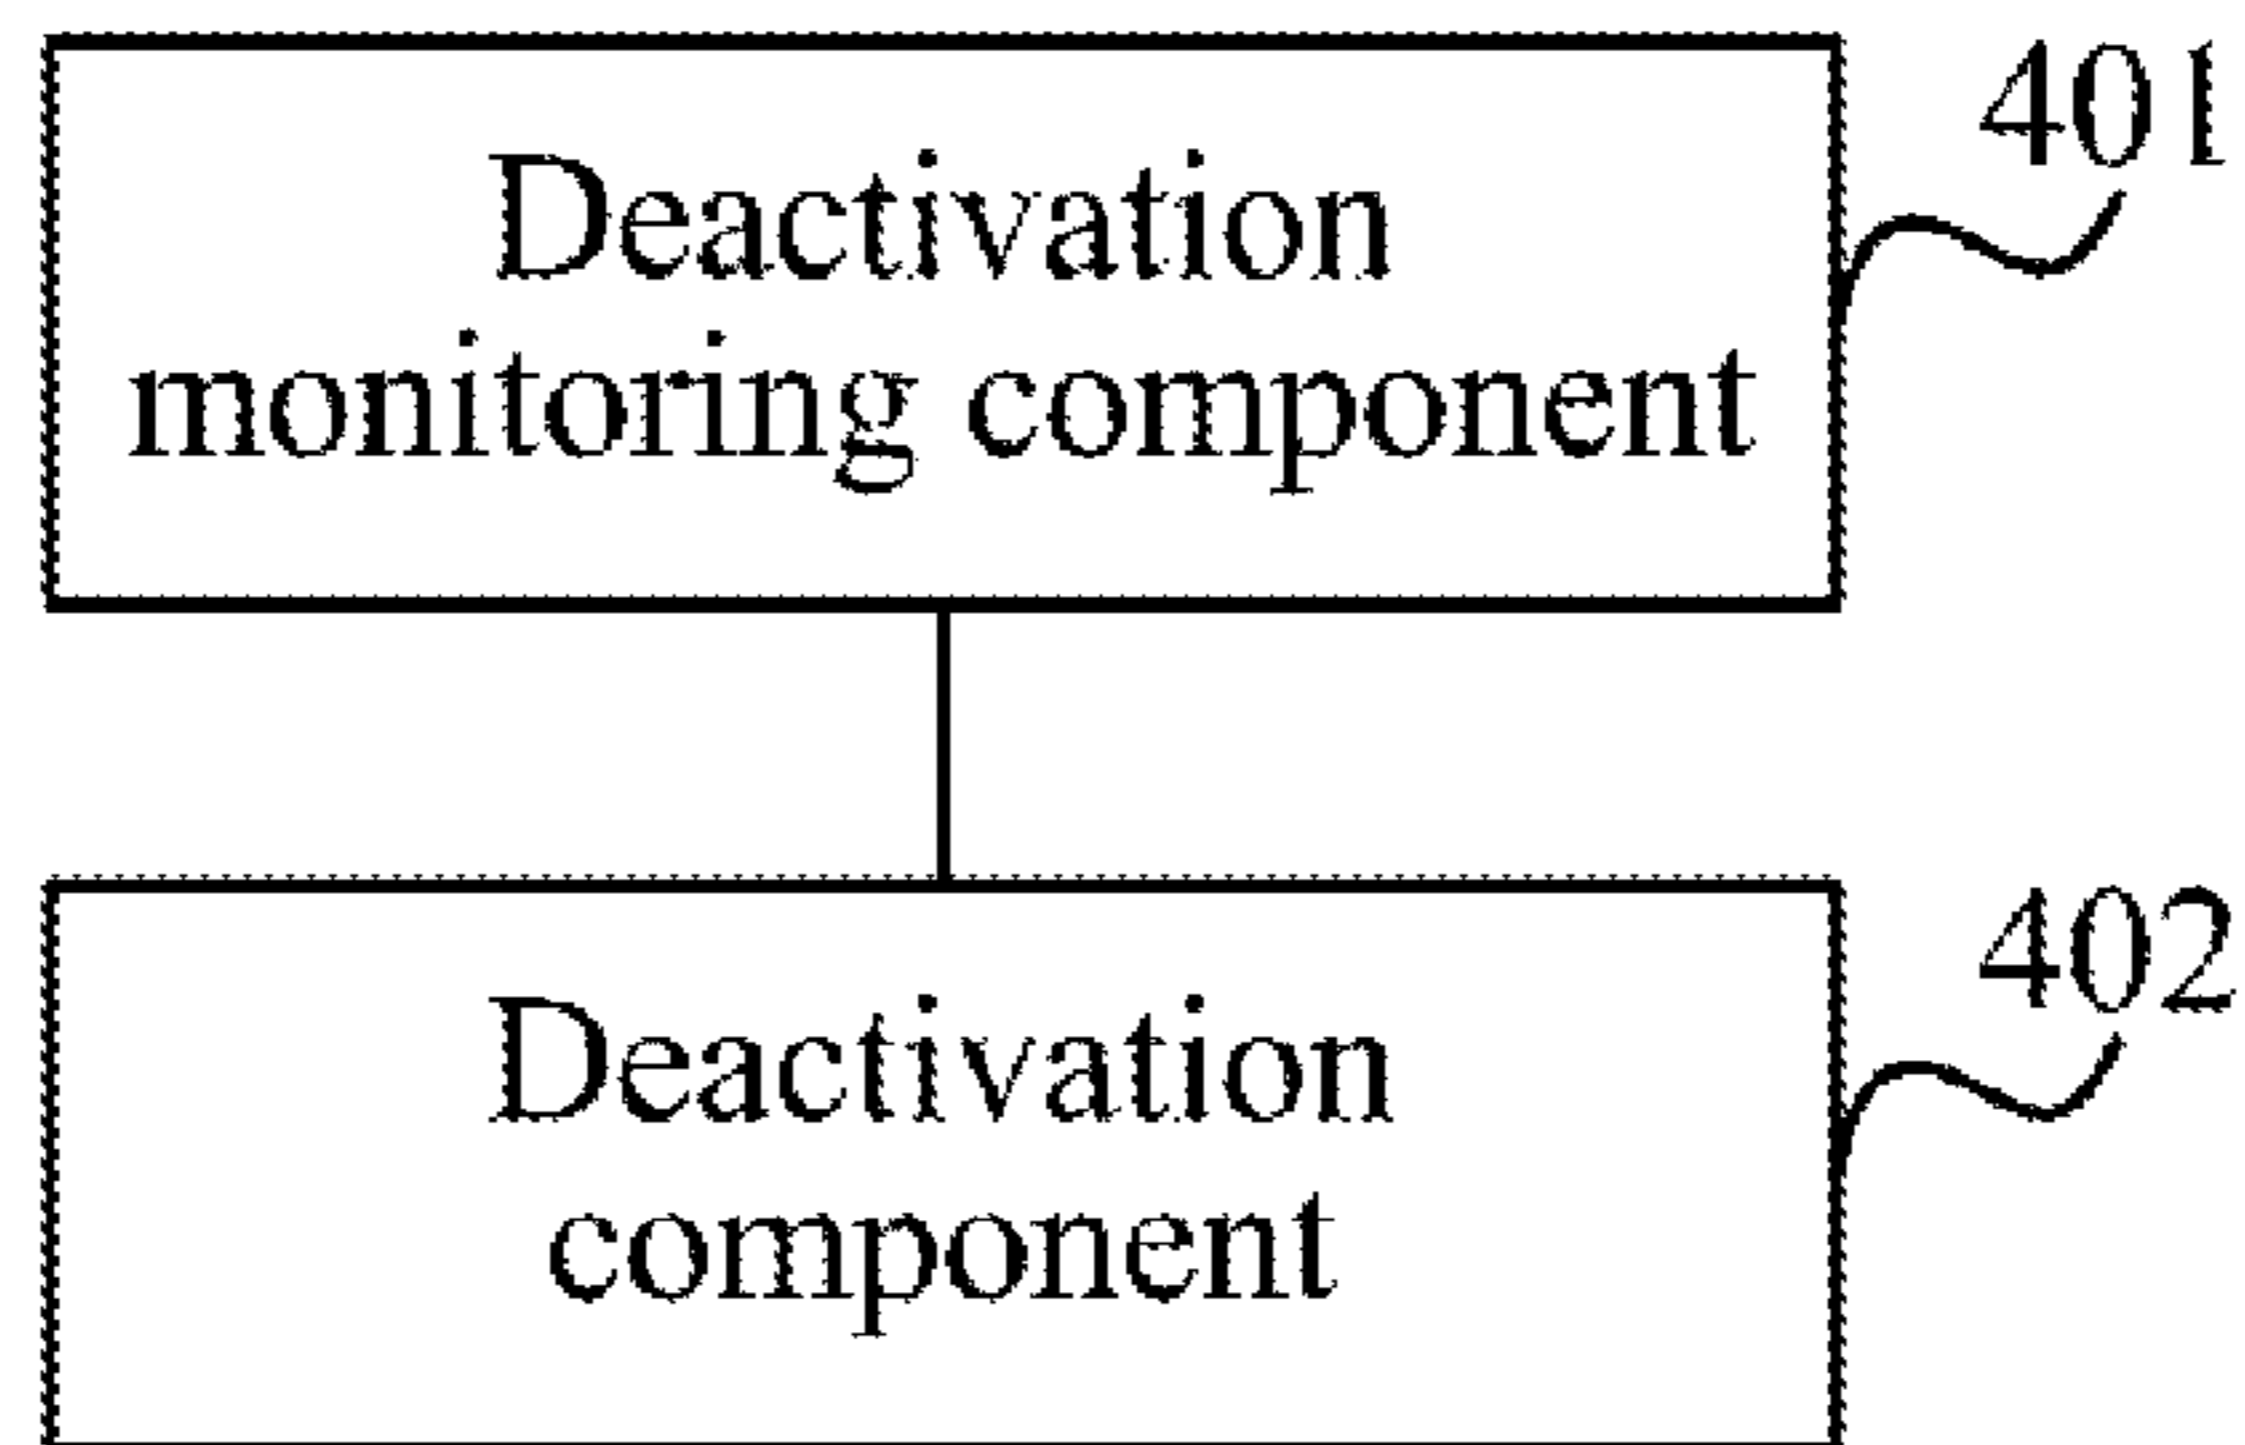 401
Deactivation
monitoring component
402
Deactivation
component